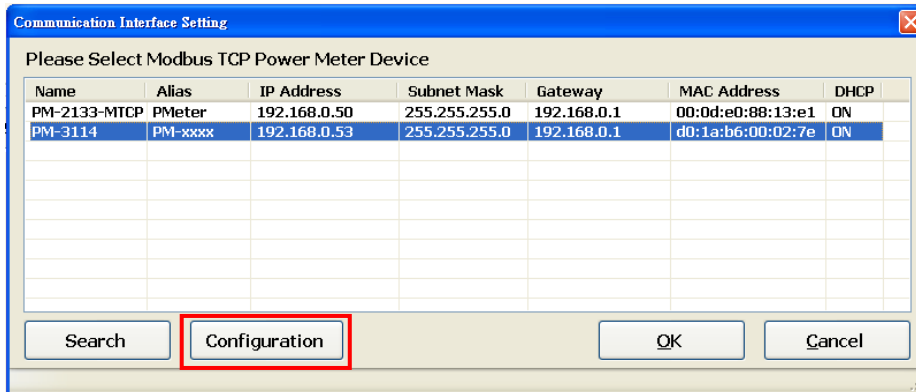 Communication Interface Setting
Please Select Modbus TCP Power Meter Device
Name Alias IP Address Subnet Mask Gateway MAC Address DHCP
PM-2133-MTCP PMeter 192.168.0.50 255.255.255.0 192.168.0.1 00:0d:e0:88:13:e1 ON
PM-3114 PM-xxxx 192.168.0.53 255.255.255.0 192.168.0.1 d0:1a:b6:00:02:7e ON
Search Configuration OK Cancel